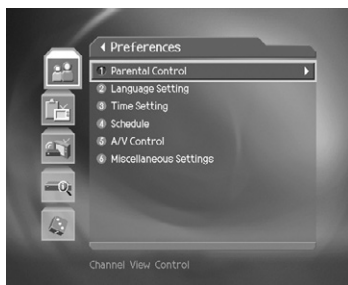 Preferences
1 Parental Control
2 Language Setting
3 Time Setting
4 Schedule
5 A/V Control
6 Miscellaneous Settings
Channel View Control